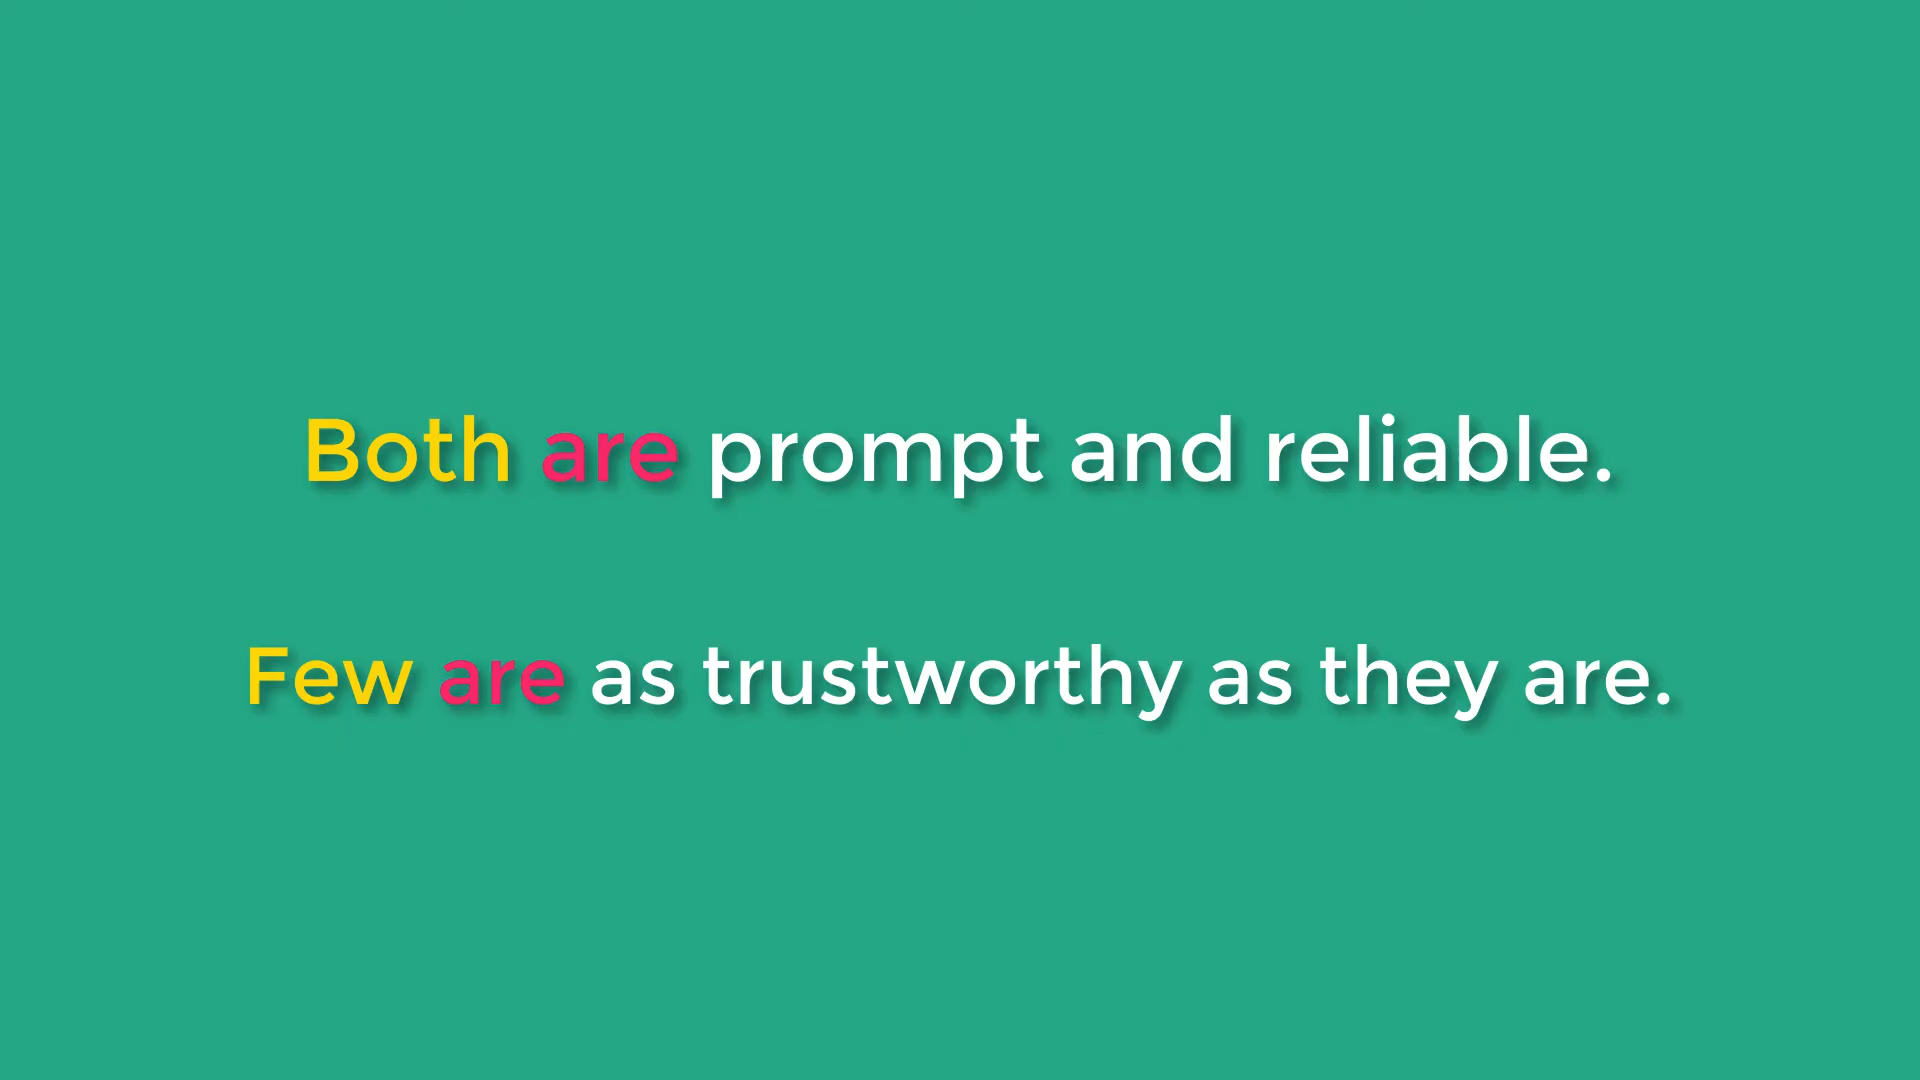 Both are prompt and reliable.
Few are as trustworthy as they are.